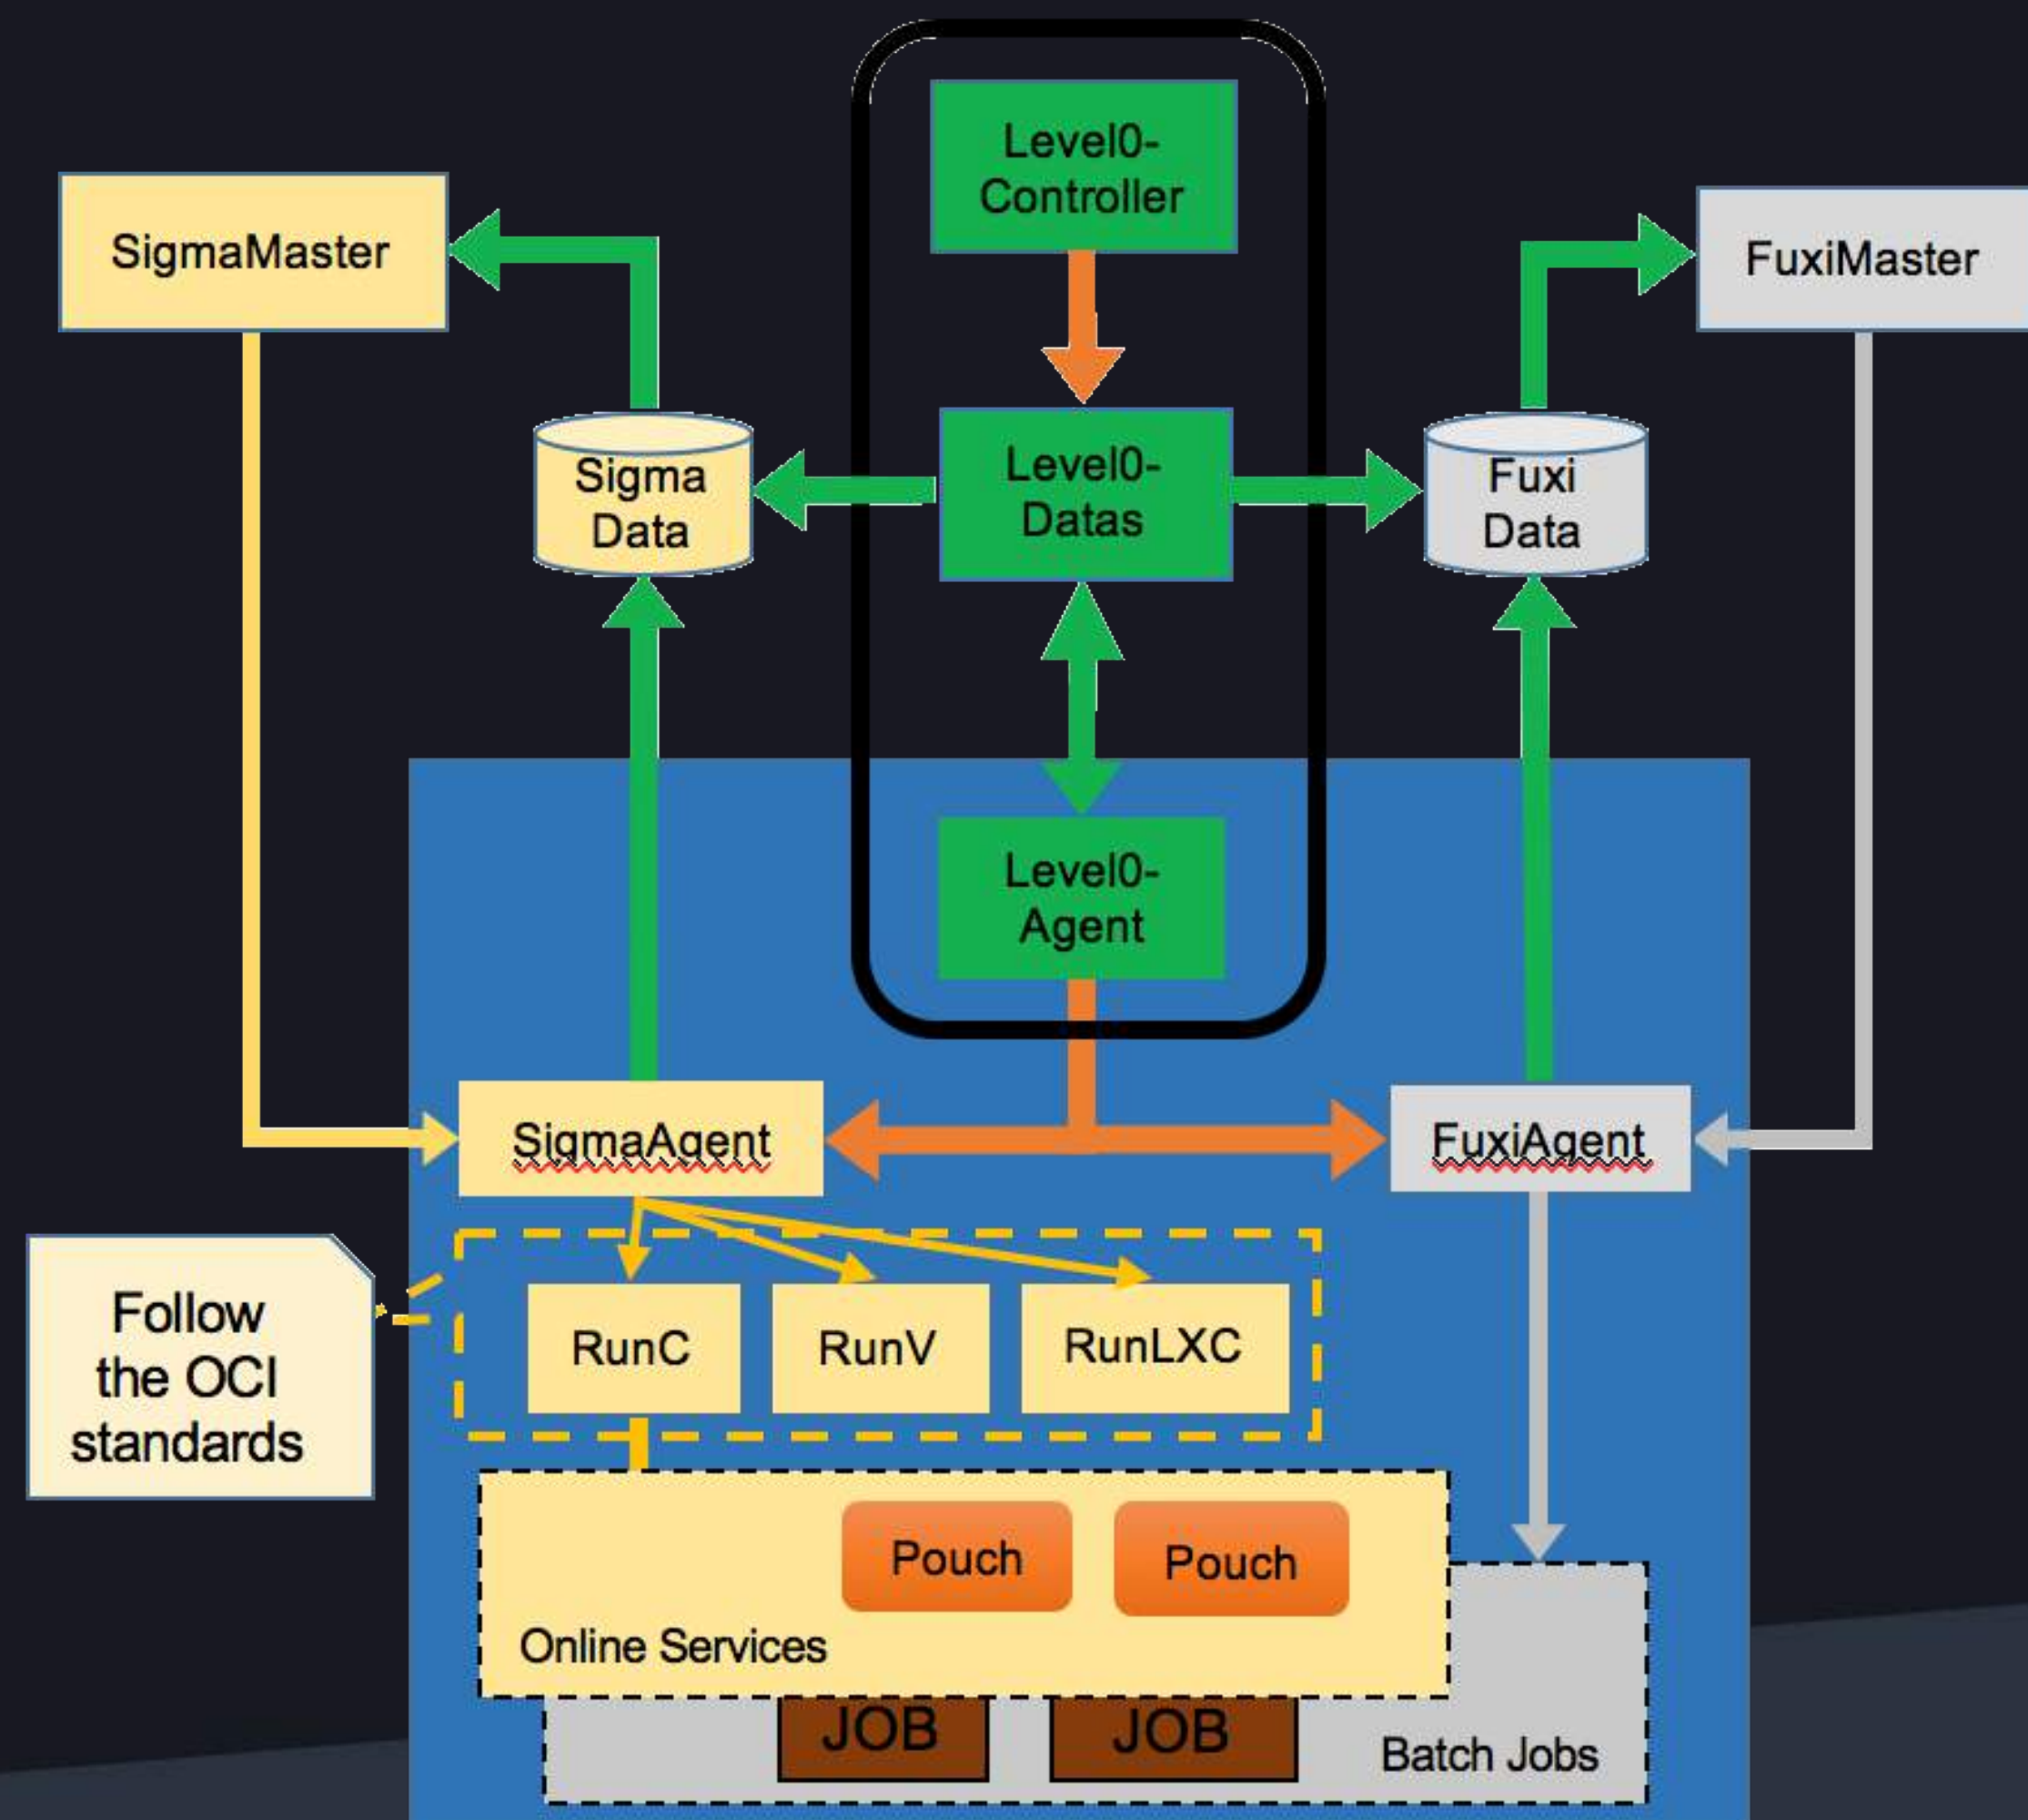 Level0-
Controller
SigmaMaster
FuxiMaster
Sigma
Data
Level0-
Datas
Fuxi
Data
Level0-
Agent
SigmaAgent
FuxiAgent
Follow
the OCI
standards
RunC
RunV
RunLXC
Pouch
Pouch
Online Services
JOB
JOB
Batch Jobs